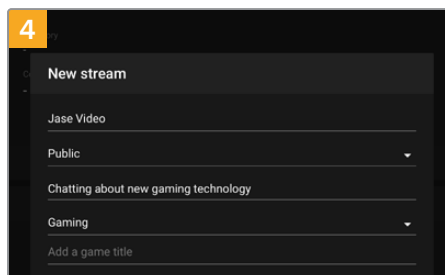 4
New stream
Jase Video
Public
Chatting about new gaming technology
Gaming
Add a game title